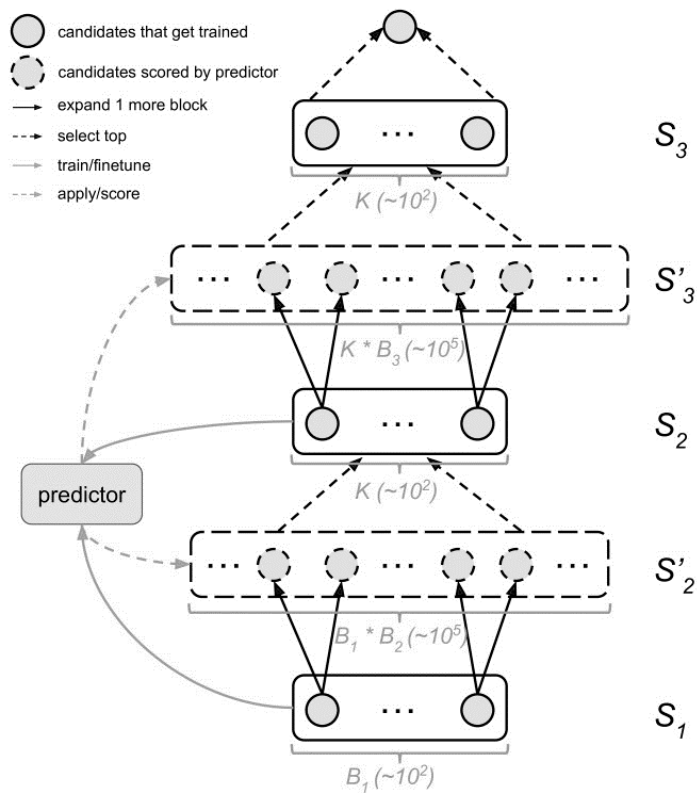 candidates that get trained
candidates scored by predictor
expand 1 more block
select top
train/finetune
apply/score
... S₃
K (~10²)
... ... ... S'₃
K * B₃ (~10⁵)
... S₂
K (~10²)
predictor
... ... ... S'₂
B₁ * B₂ (~10⁵)
... S₁
B₁ (~10²)